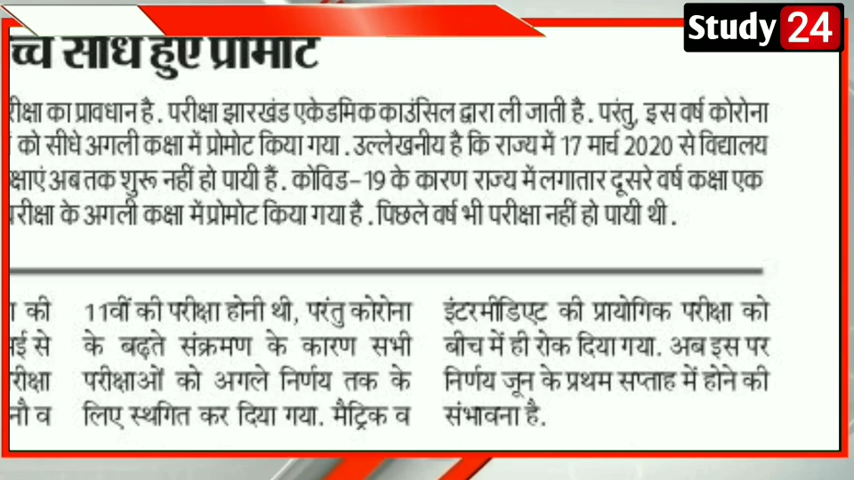 Study 24
सीधे हुए प्रोमोट
का प्रावधान है. परीक्षा झारखंड एकेडमिक काउंसिल द्वारा ली जाती है. परंतु, इस वर्ष कोरोना
को सीधे अगली कक्षा में प्रोमोट किया गया. उल्लेखनीय है कि राज्य में 17 मार्च 2020 से विद्यालय
अब तक शुरू नहीं हो पायी हैं. कोविड-19 के कारण राज्य में लगातार दूसरे वर्ष कक्षा एक
के अगली कक्षा में प्रोमोट किया गया है. पिछले वर्ष भी परीक्षा नहीं हो पायी थी.
की
से
नौ व
11वीं की परीक्षा होनी थी, परंतु कोरोना
के बढ़ते संक्रमण के कारण सभी
परीक्षाओं को अगले निर्णय तक के
लिए स्थगित कर दिया गया. मैट्रिक व
इंटरमीडिएट की प्रायोगिक परीक्षा को
बीच में ही रोक दिया गया. अब इस पर
निर्णय जून के प्रथम सप्ताह में होने की
संभावना है.